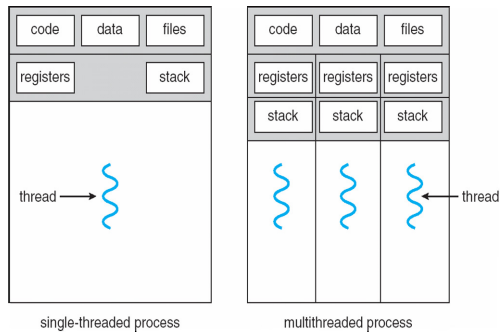 code data files
registers stack
thread
single-threaded process
code data files
registers registers registers
stack stack stack
thread
multithreaded process